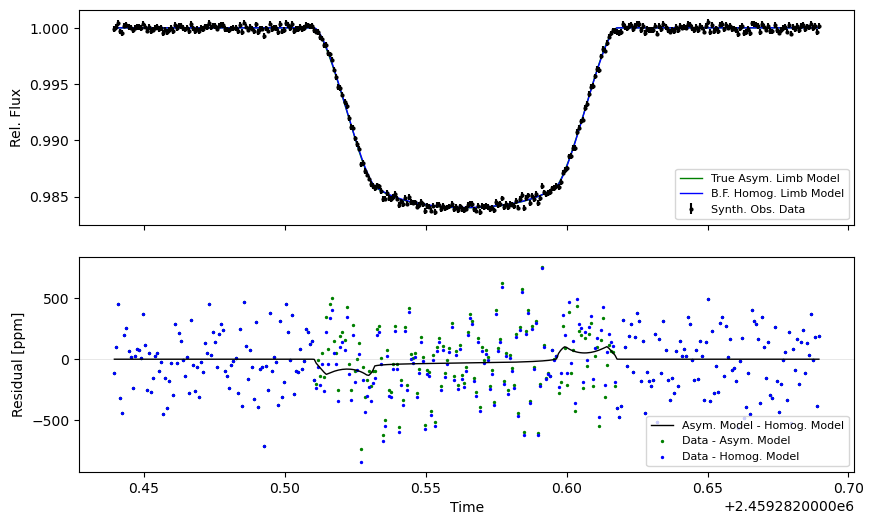 1.000
0.995
0.990
0.985
Rel. Flux
True Asym. Limb Model
B.F. Homog. Limb Model
Synth. Obs. Data
500
0
−500
Residual [ppm]
Asym. Model - Homog. Model
Data - Asym. Model
Data - Homog. Model
0.45
0.50
0.55
0.60
0.65
0.70
Time
+2.4592820000e6